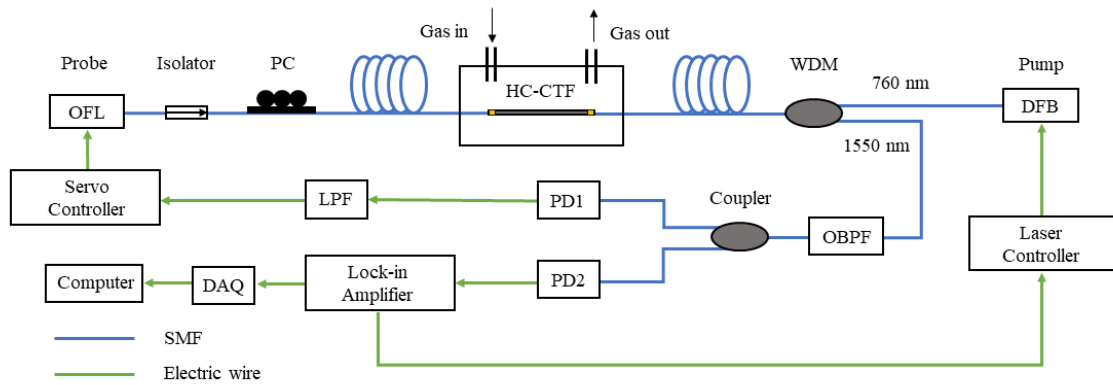 Gas in
Gas out
Probe
Isolator
PC
WDM
Pump
HC-CTF
760 nm
OFL
DFB
1550 nm
Servo
Controller
LPF
PD1
Coupler
OBPF
Laser
Controller
Computer
DAQ
Lock-in
Amplifier
PD2
SMF
Electric wire